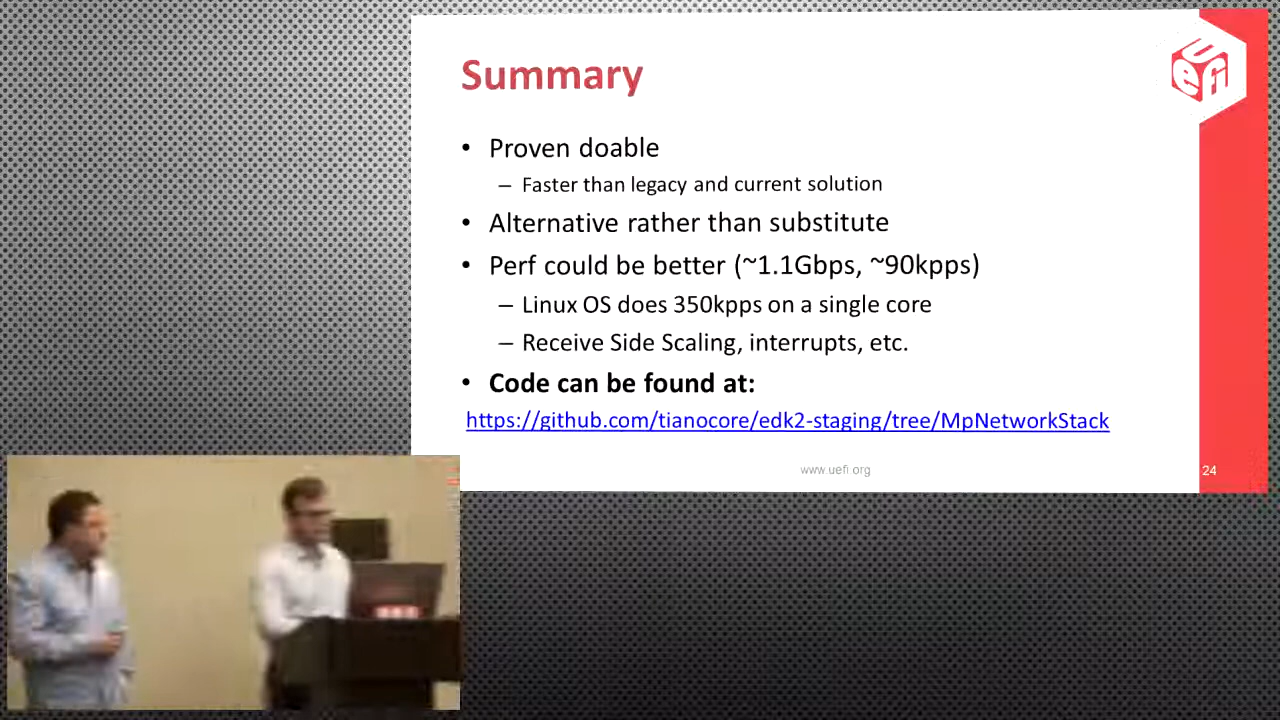 Summary
uefi
• Proven doable
– Faster than legacy and current solution
• Alternative rather than substitute
• Perf could be better (~1.1Gbps, ~90kpps)
– Linux OS does 350kpps on a single core
– Receive Side Scaling, interrupts, etc.
• Code can be found at:
https://github.com/tianocore/edk2-staging/tree/MpNetworkStack
www.uefi.org
24